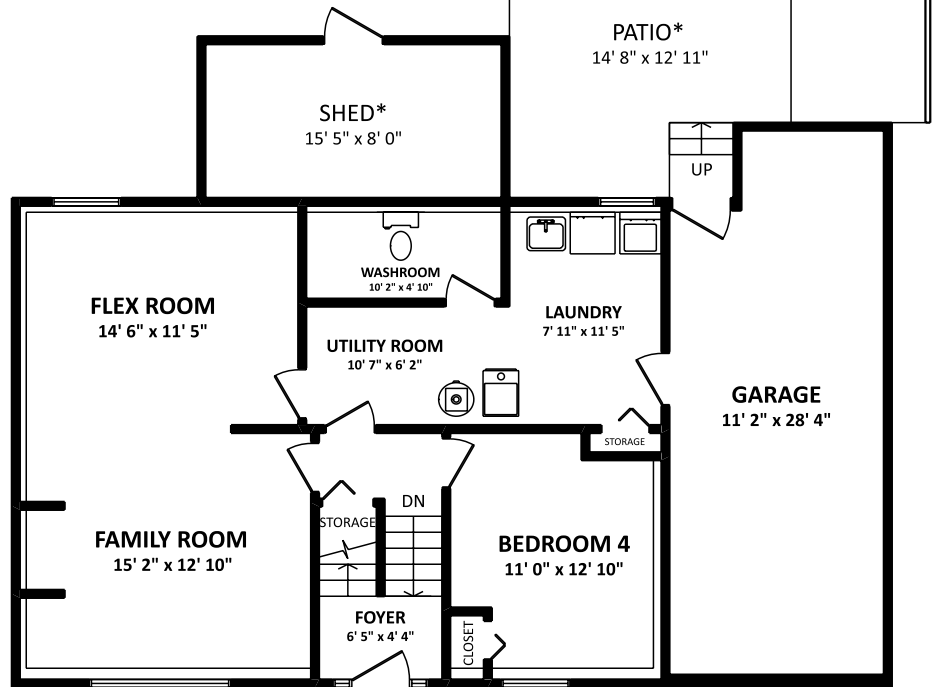 PATIO*
14' 8" x 12' 11"
SHED*
15' 5" x 8' 0"
UP
WASHROOM
10' 2" x 4' 10"
FLEX ROOM
14' 6" x 11' 5"
LAUNDRY
7' 11" x 11' 5"
UTILITY ROOM
10' 7" x 6' 2"
GARAGE
11' 2" x 28' 4"
STORAGE
DN
STORAGE
FAMILY ROOM
15' 2" x 12' 10"
BEDROOM 4
11' 0" x 12' 10"
FOYER
6' 5" x 4' 4"
CLOSET